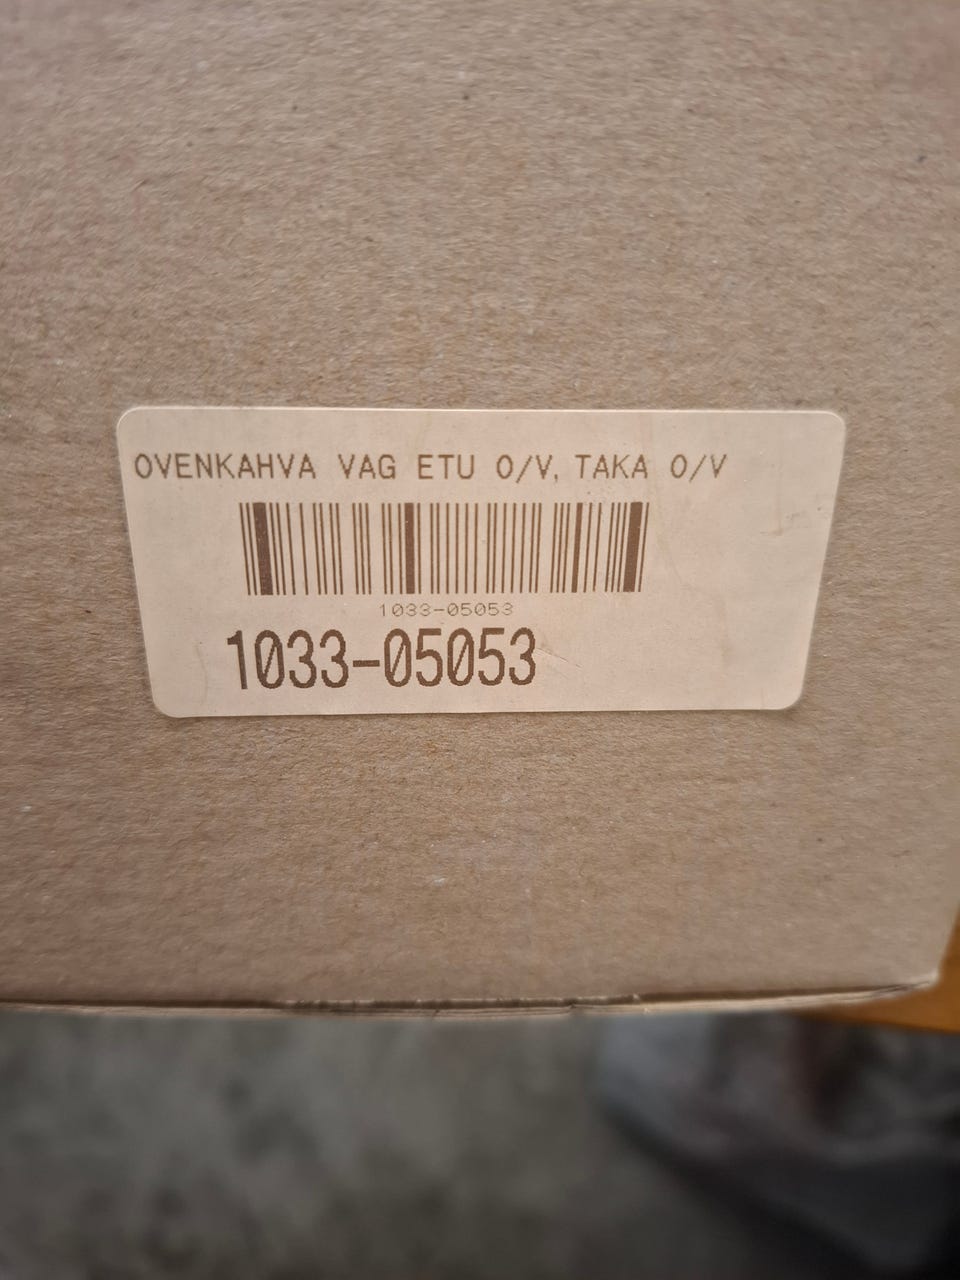 OVENKAHVA VAG ETU O/V, TAKA O/V
1033-05053
1033-05053